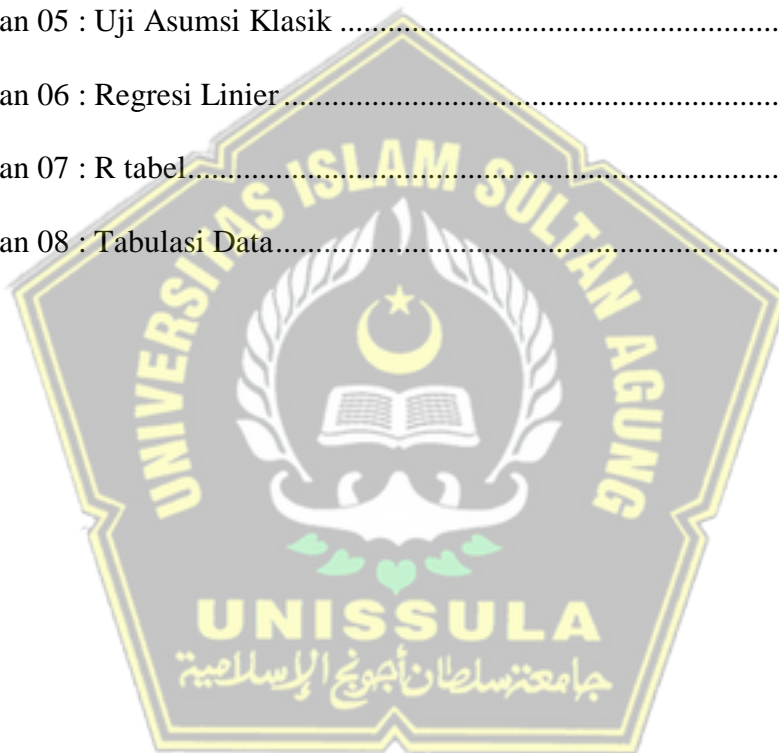 an 05 : Uji Asumsi Klasik ....................................................
an 06 : Regresi Linier ...........................................................
an 07 : R tabel .....................................................................
an 08 : Tabulasi Data ...........................................................
UNIVERSITAS ISLAM SULTAN AGUNG
UNISSULA
جامعة سلطان أجونج الإسلامية